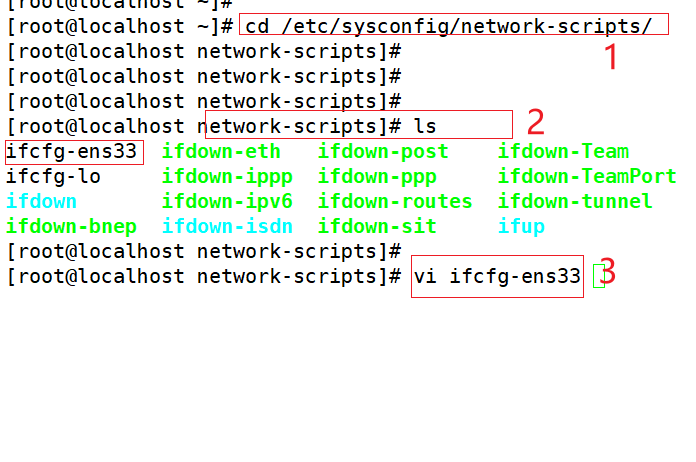 [root@localhost ~]#
[root@localhost ~]# cd /etc/sysconfig/network-scripts/
1
[root@localhost network-scripts]#
[root@localhost network-scripts]#
[root@localhost network-scripts]#
[root@localhost network-scripts]# ls 2
ifcfg-ens33 ifdown-eth ifdown-post ifdown-Team
ifcfg-lo ifdown-ippp ifdown-ppp ifdown-TeamPort
ifdown ifdown-ipv6 ifdown-routes ifdown-tunnel
ifdown-bnep ifdown-isdn ifdown-sit ifup
[root@localhost network-scripts]#
[root@localhost network-scripts]# vi ifcfg-ens33 3